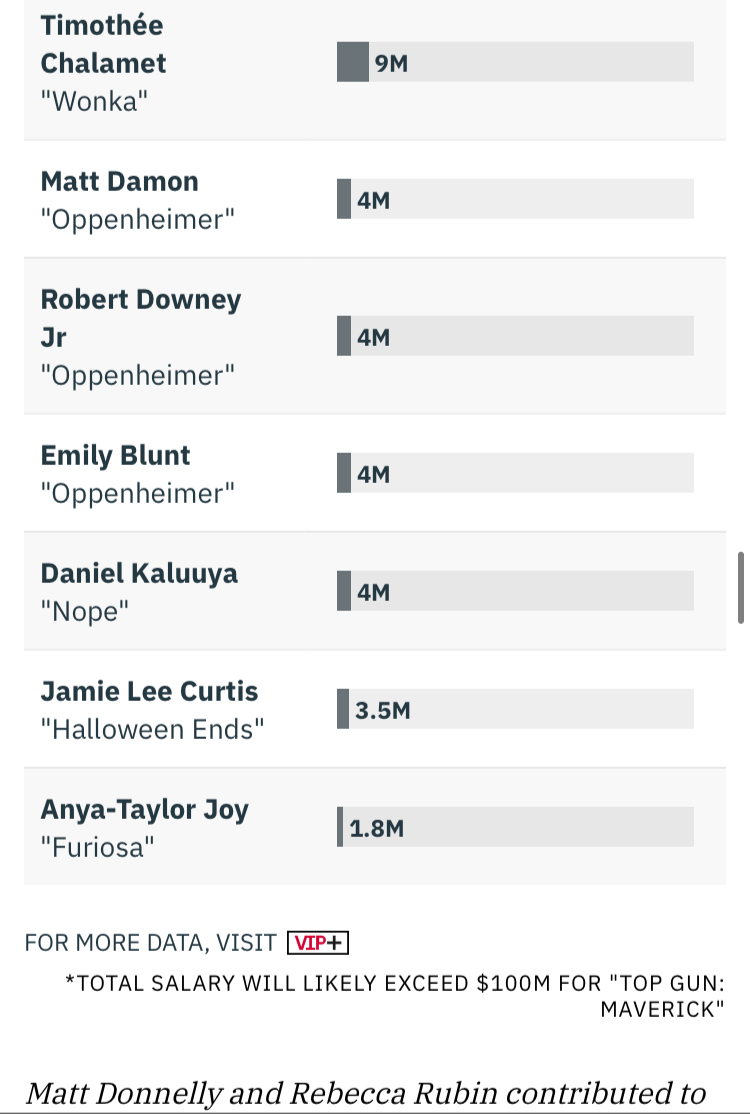 Timothée
Chalamet
"Wonka"
9M
Matt Damon
"Oppenheimer"
4M
Robert Downey
Jr
"Oppenheimer"
4M
Emily Blunt
"Oppenheimer"
4M
Daniel Kaluuya
"Nope"
4M
Jamie Lee Curtis
"Halloween Ends"
3.5M
Anya-Taylor Joy
"Furiosa"
1.8M
FOR MORE DATA, VISIT VIP+
*TOTAL SALARY WILL LIKELY EXCEED $100M FOR "TOP GUN:
MAVERICK"
Matt Donnelly and Rebecca Rubin contributed to